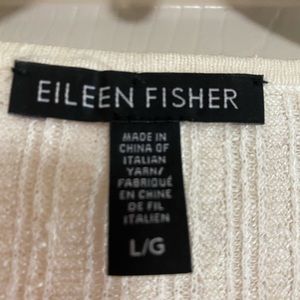 EILEEN FISHER
MADE IN
CHINA OF
ITALIAN
YARN/
FABRIQUÉ
EN CHINE
DE FIL
ITALIEN
L/G